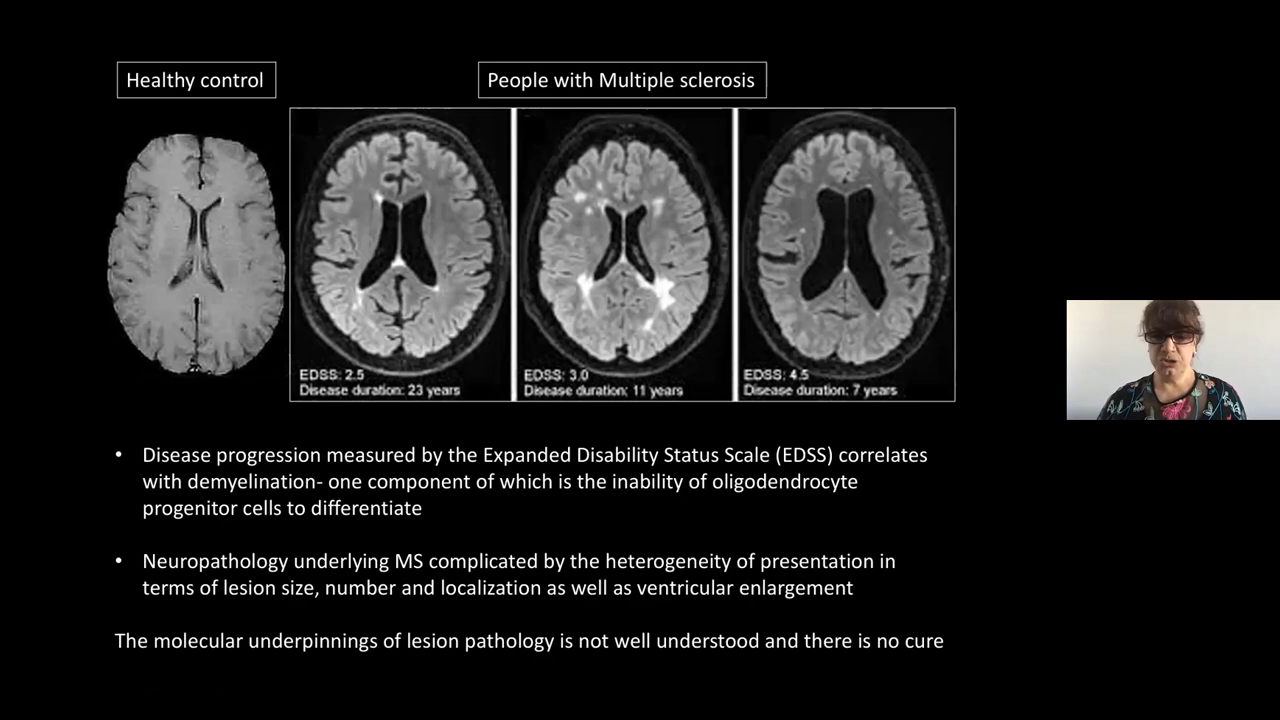 Healthy control
People with Multiple sclerosis
EDSS: 2.5
Disease duration: 23 years
EDSS: 3.0
Disease duration: 11 years
EDSS: 4.5
Disease duration: 7 years
• Disease progression measured by the Expanded Disability Status Scale (EDSS) correlates
with demyelination- one component of which is the inability of oligodendrocyte
progenitor cells to differentiate
• Neuropathology underlying MS complicated by the heterogeneity of presentation in
terms of lesion size, number and localization as well as ventricular enlargement
The molecular underpinnings of lesion pathology is not well understood and there is no cure